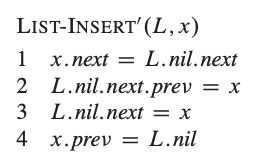 LIST-INSERT′(L, x)
1 x.next = L.nil.next
2 L.nil.next.prev = x
3 L.nil.next = x
4 x.prev = L.nil